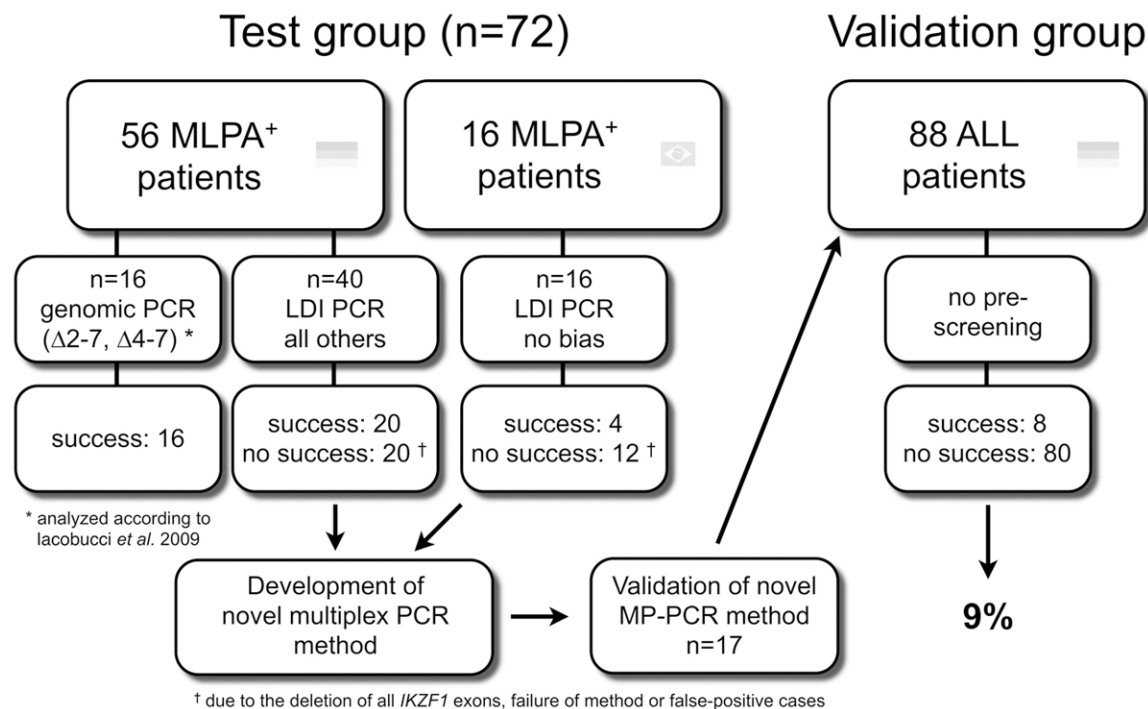 Test group (n=72)
Validation group
56 MLPA⁺
patients
16 MLPA⁺
patients
88 ALL
patients
n=16
genomic PCR
(Δ2-7, Δ4-7) *
n=40
LDI PCR
all others
n=16
LDI PCR
no bias
no pre-
screening
success: 16
success: 20
no success: 20 †
success: 4
no success: 12 †
success: 8
no success: 80
* analyzed according to
Iacobucci et al. 2009
Development of
novel multiplex PCR
method
Validation of novel
MP-PCR method
n=17
9%
† due to the deletion of all IKZF1 exons, failure of method or false-positive cases